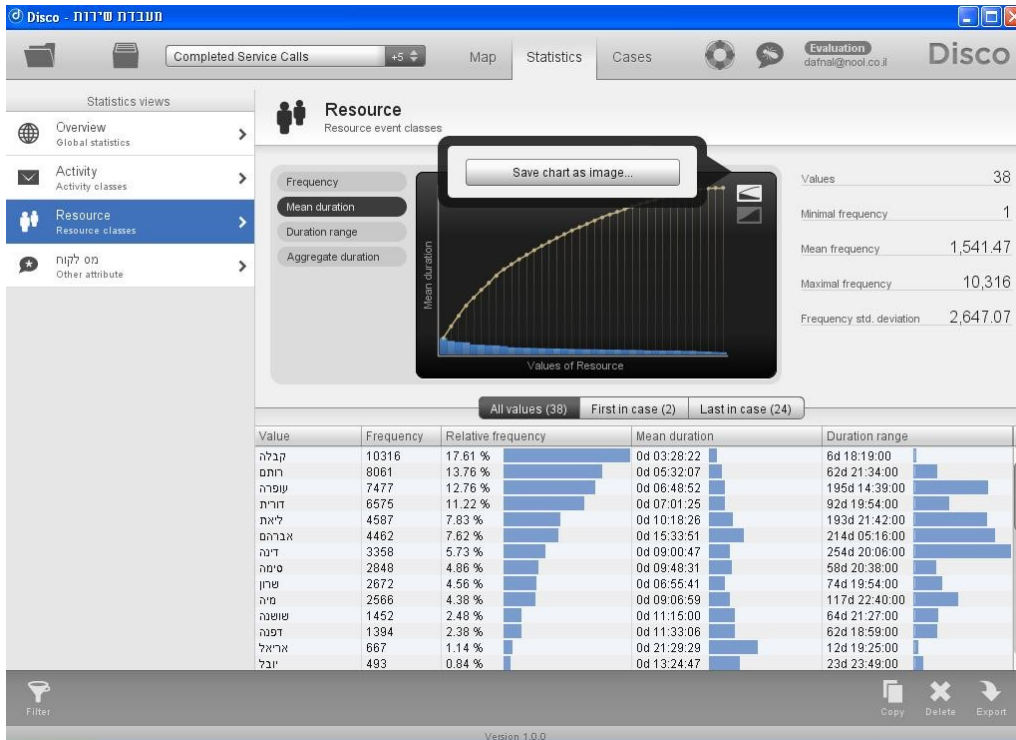 Disco - מעבדת שירות
Completed Service Calls
+5
Map
Statistics
Cases
Evaluation
dafnal@nool.co.il
Disco
Statistics views
Overview
Global statistics
Activity
Activity classes
Resource
Resource classes
מס לקוח
Other attribute
Resource
Resource event classes
Save chart as image...
Frequency
Mean duration
Duration range
Aggregate duration
Mean duration
Values of Resource
Values 38
Minimal frequency 1
Mean frequency 1,541.47
Maximal frequency 10,316
Frequency std. deviation 2,647.07
All values (38) First in case (2) Last in case (24)
Value Frequency Relative frequency Mean duration Duration range
קבלה 10316 17.61 % 0d 03:28:22 6d 18:19:00
רותם 8061 13.76 % 0d 05:32:07 62d 21:34:00
עופרה 7477 12.76 % 0d 06:48:52 195d 14:39:00
דורית 6575 11.22 % 0d 07:01:25 92d 19:54:00
ליאת 4587 7.83 % 0d 10:18:26 193d 21:42:00
אברהם 4462 7.62 % 0d 15:33:51 214d 05:16:00
דינה 3358 5.73 % 0d 09:00:47 254d 20:06:00
סימה 2848 4.86 % 0d 09:48:31 58d 20:38:00
שרון 2672 4.56 % 0d 06:55:41 74d 19:54:00
מיה 2566 4.38 % 0d 09:06:59 117d 22:40:00
שושנה 1452 2.48 % 0d 11:15:00 64d 21:27:00
דפנה 1394 2.38 % 0d 11:33:06 62d 18:59:00
אריאל 667 1.14 % 0d 21:29:29 12d 19:25:00
יובל 493 0.84 % 0d 13:24:47 23d 23:49:00
Filter
Copy
Delete
Export
Version 1.0.0